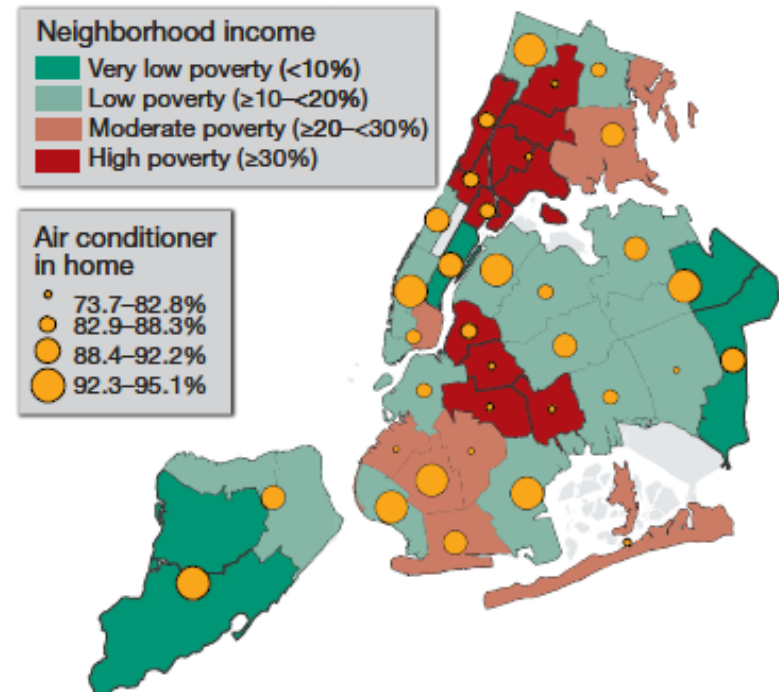 Neighborhood income
Very low poverty (<10%)
Low poverty (≥10–<20%)
Moderate poverty (≥20–<30%)
High poverty (≥30%)
Air conditioner
in home
73.7–82.8%
82.9–88.3%
88.4–92.2%
92.3–95.1%